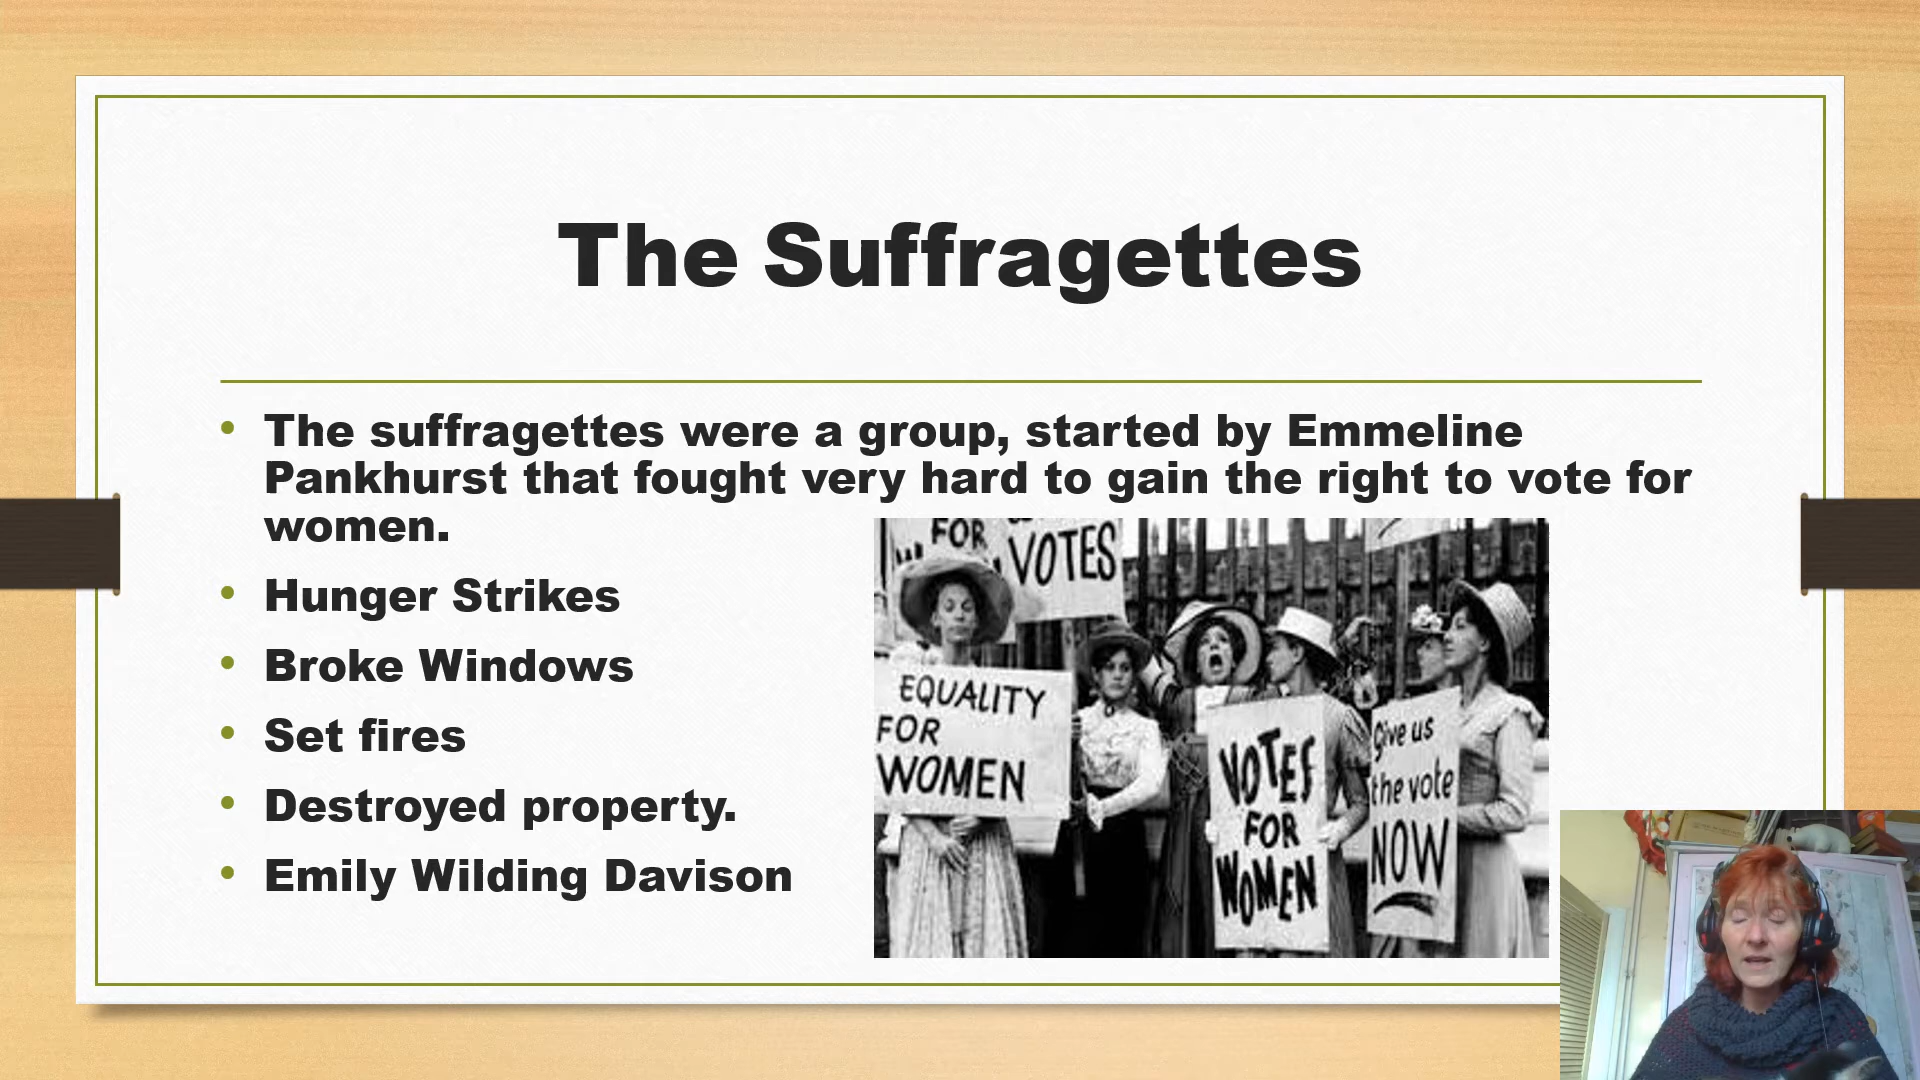 The Suffragettes
The suffragettes were a group, started by Emmeline
Pankhurst that fought very hard to gain the right to vote for
women.
Hunger Strikes
Broke Windows
Set fires
Destroyed property.
Emily Wilding Davison
FOR
VOTES
EQUALITY
FOR
WOMEN
VOTES
FOR
WOMEN
Give us
the vote
NOW